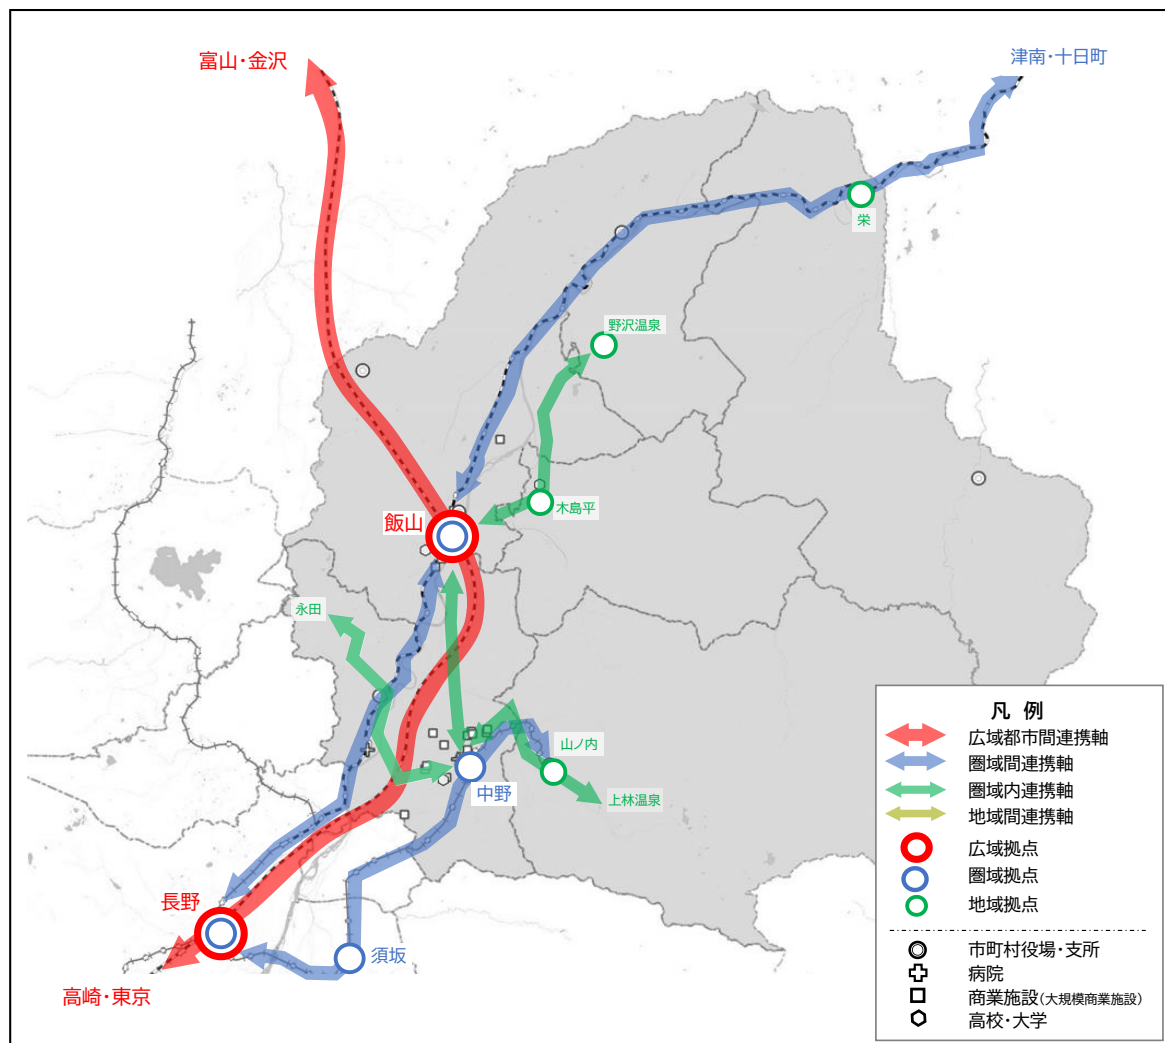 富山・金沢
津南・十日町
栄
野沢温泉
木島平
飯山
永田
山ノ内
中野
上林温泉
長野
須坂
高崎・東京
凡 例
広域都市間連携軸
圏域間連携軸
圏域内連携軸
地域間連携軸
広域拠点
圏域拠点
地域拠点
市町村役場・支所
病院
商業施設(大規模商業施設)
高校・大学